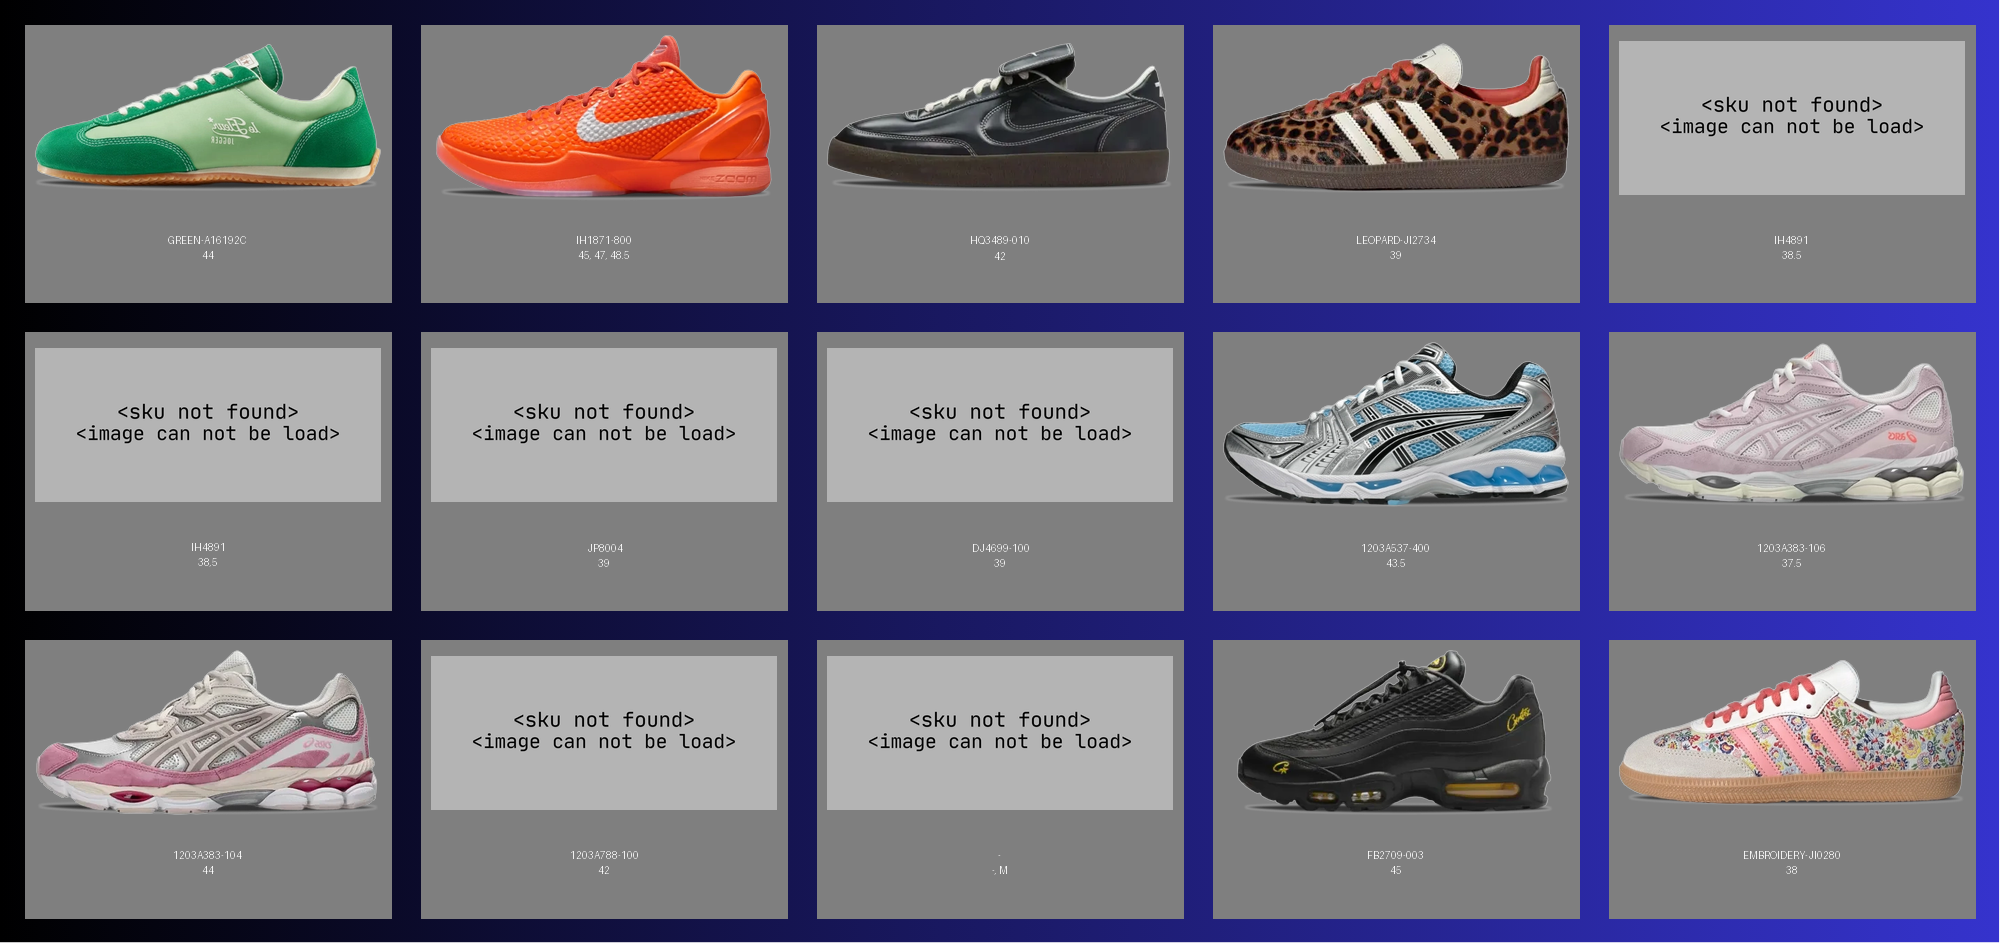 GREEN-A16192C
44
IH1871-800
45, 47, 48.5
ZOOM
HQ3489-010
42
LEOPARD-JI2734
39
<sku not found>
<image can not be load>
IH4891
38.5
<sku not found>
<image can not be load>
IH4891
38.5
<sku not found>
<image can not be load>
JP8004
39
<sku not found>
<image can not be load>
DJ4699-100
39
1203A537-400
43.5
asics
1203A383-106
37.5
asics
1203A383-104
44
<sku not found>
<image can not be load>
1203A788-100
42
<sku not found>
<image can not be load>
-
-, M
Corteiz
FB2709-003
45
EMBROIDERY-JI0280
38